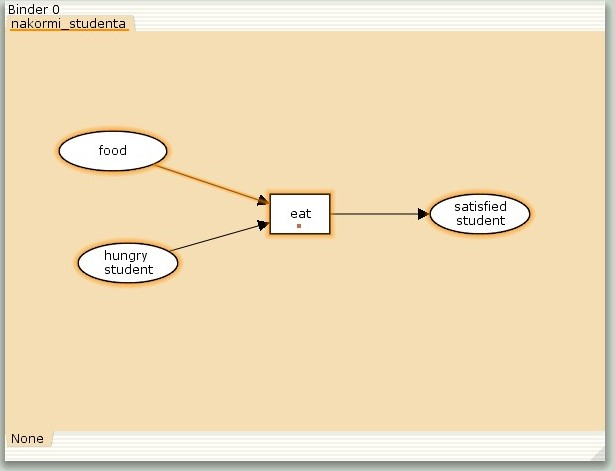 Binder 0
nakormi_studenta
food
eat
satisfied
student
hungry
student
None